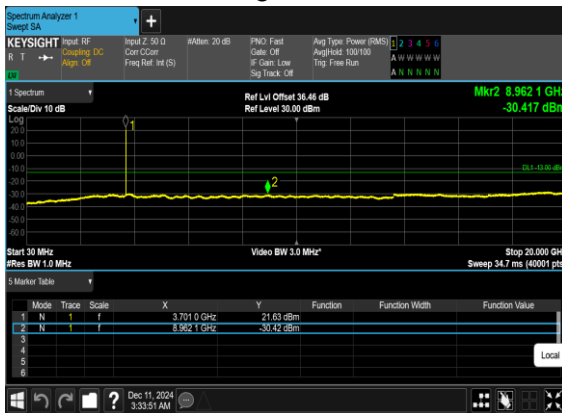 Spectrum Analyzer 1
Swept SA
+
KEYSIGHT Input: RF Input Z: 50 Ω #Atten: 20 dB PNO: Fast Avg Type: Power (RMS) 1 2 3 4 5 6
R T Coupling: DC Corr CCorr Gate: Off Avg|Hold: 100/100 A W W W W W
Align: Off Freq Ref: Int (S) IF Gain: Low Trig: Free Run
LXI Sig Track: Off A N N N N N
1 Spectrum Ref Lvl Offset 36.46 dB Mkr2 8.962 1 GH
Scale/Div 10 dB Ref Level 30.00 dBm -30.417 dBn
Log
20.0
10.0
0.00
-10.0
-20.0
-30.0
-40.0
-50.0
-60.0
1
2
DL1 -13.00 dB
Start 30 MHz Video BW 3.0 MHz* Stop 20.000 GH
#Res BW 1.0 MHz Sweep 34.7 ms (40001 pts
5 Marker Table
Mode Trace Scale X Y Function Function Width Function Value
1 N 1 f 3.701 0 GHz 21.63 dBm
2 N 1 f 8.962 1 GHz -30.42 dBm
3
4
5
6
Local
? Dec 11, 2024
3:33:51 AM